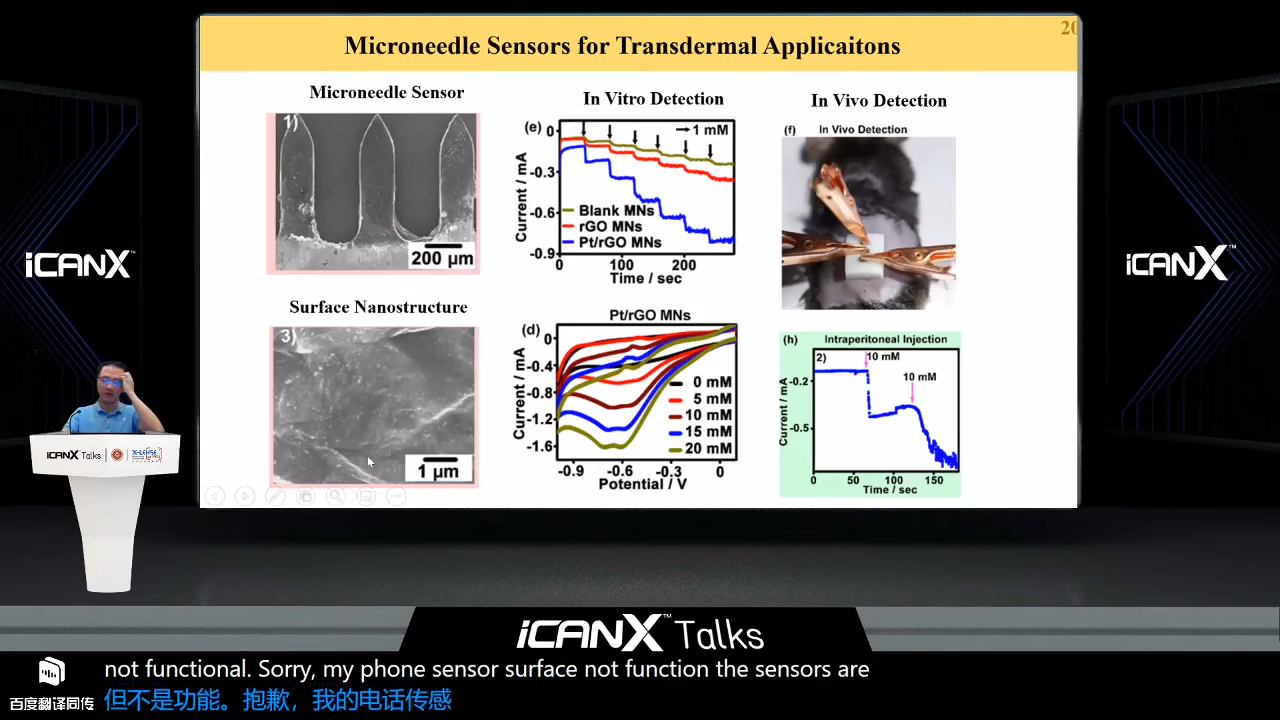 20
Microneedle Sensors for Transdermal Applicaitons
Microneedle Sensor
1)
200 µm
Surface Nanostructure
3)
1 µm
In Vitro Detection
(e)
0
-0.3
-0.6
-0.9
Current / mA
1 mM
Blank MNs
rGO MNs
Pt/rGO MNs
0 100 200
Time / sec
Pt/rGO MNs
(d)
0
-0.4
-0.8
-1.2
-1.6
Current / mA
0 mM
5 mM
10 mM
15 mM
20 mM
-0.9 -0.6 -0.3 0
Potential / V
In Vivo Detection
(f) In Vivo Detection
(h) Intraperitoneal Injection
2)
10 mM
10 mM
-0.2
-0.5
Current / mA
0 50 100 150
Time / sec
iCANX™
iCANX™
iCANX Talks
X-LENSE
iCANX™ Talks
not functional. Sorry, my phone sensor surface not function the sensors are
百度翻译同传
但不是功能。抱歉，我的电话传感